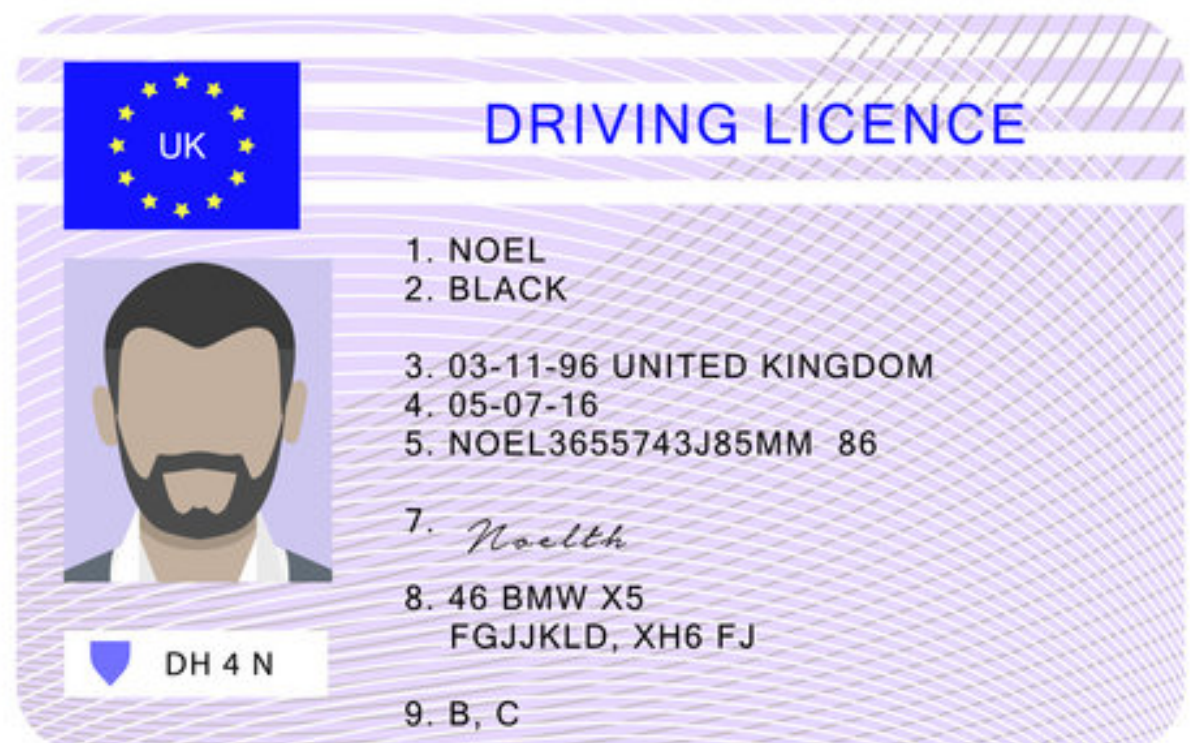 UK
DRIVING LICENCE
1. NOEL
2. BLACK
3. 03-11-96 UNITED KINGDOM
4. 05-07-16
5. NOEL3655743J85MM 86
7. Noelth
8. 46 BMW X5
FGJJKLD, XH6 FJ
DH 4 N
9. B, C